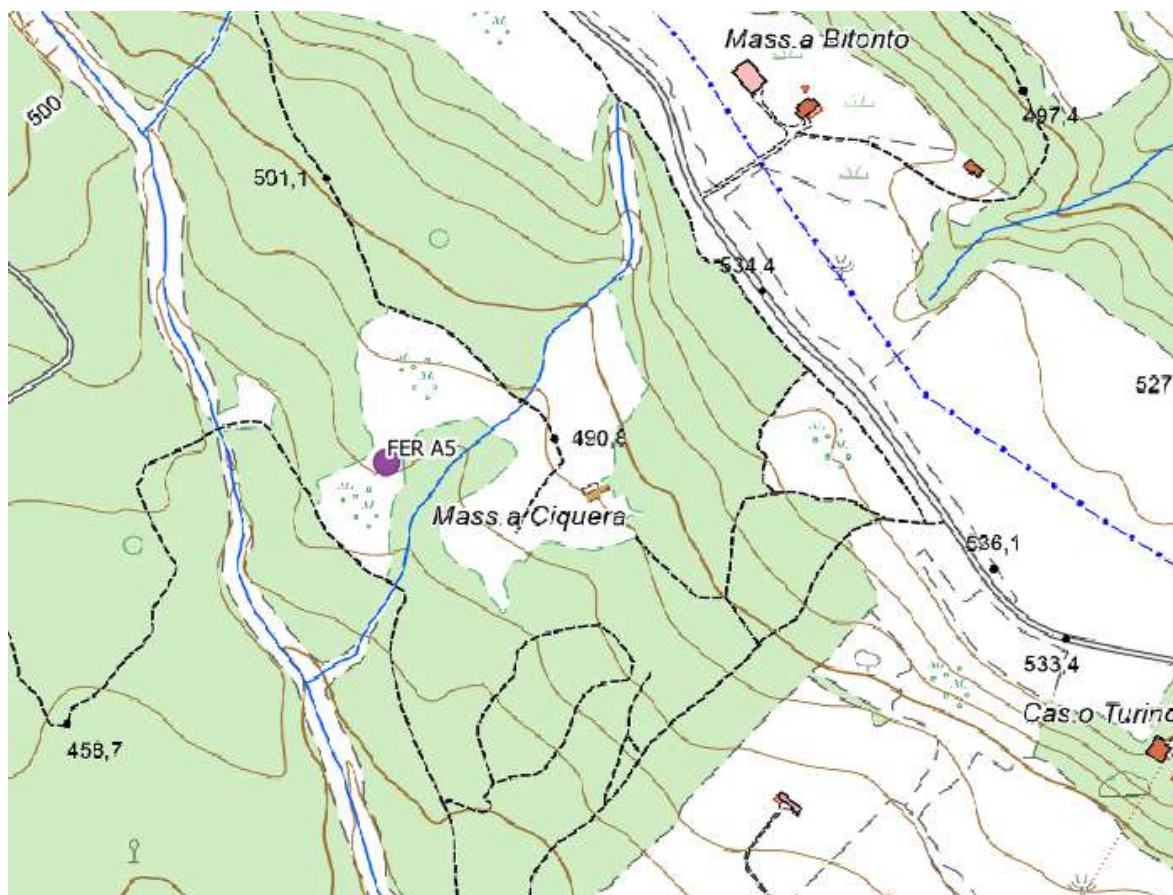 Mass.a Bitonto
500
497,4
501,1
534,4
527
FER A5
490,8
Mass.a Ciquera
536,1
533,4
Cas.o Turino
458,7